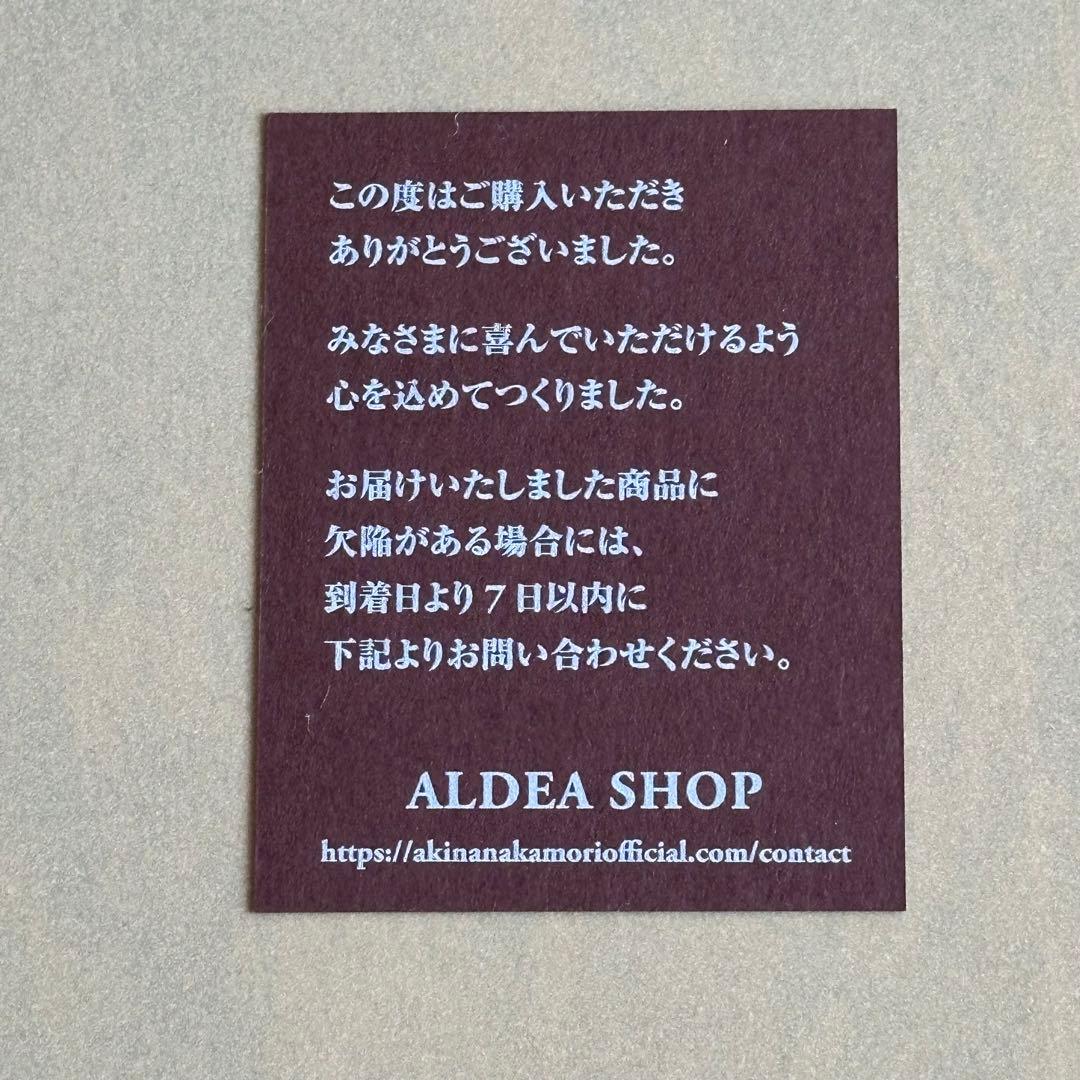 この度はご購入いただき
ありがとうございました。
みなさまに喜んでいただけるよう
心を込めてつくりました。
お届けいたしました商品に
欠陥がある場合には、
到着日より7日以内に
下記よりお問い合わせください。
ALDEA SHOP
https://akinanakamoriofficial.com/contact